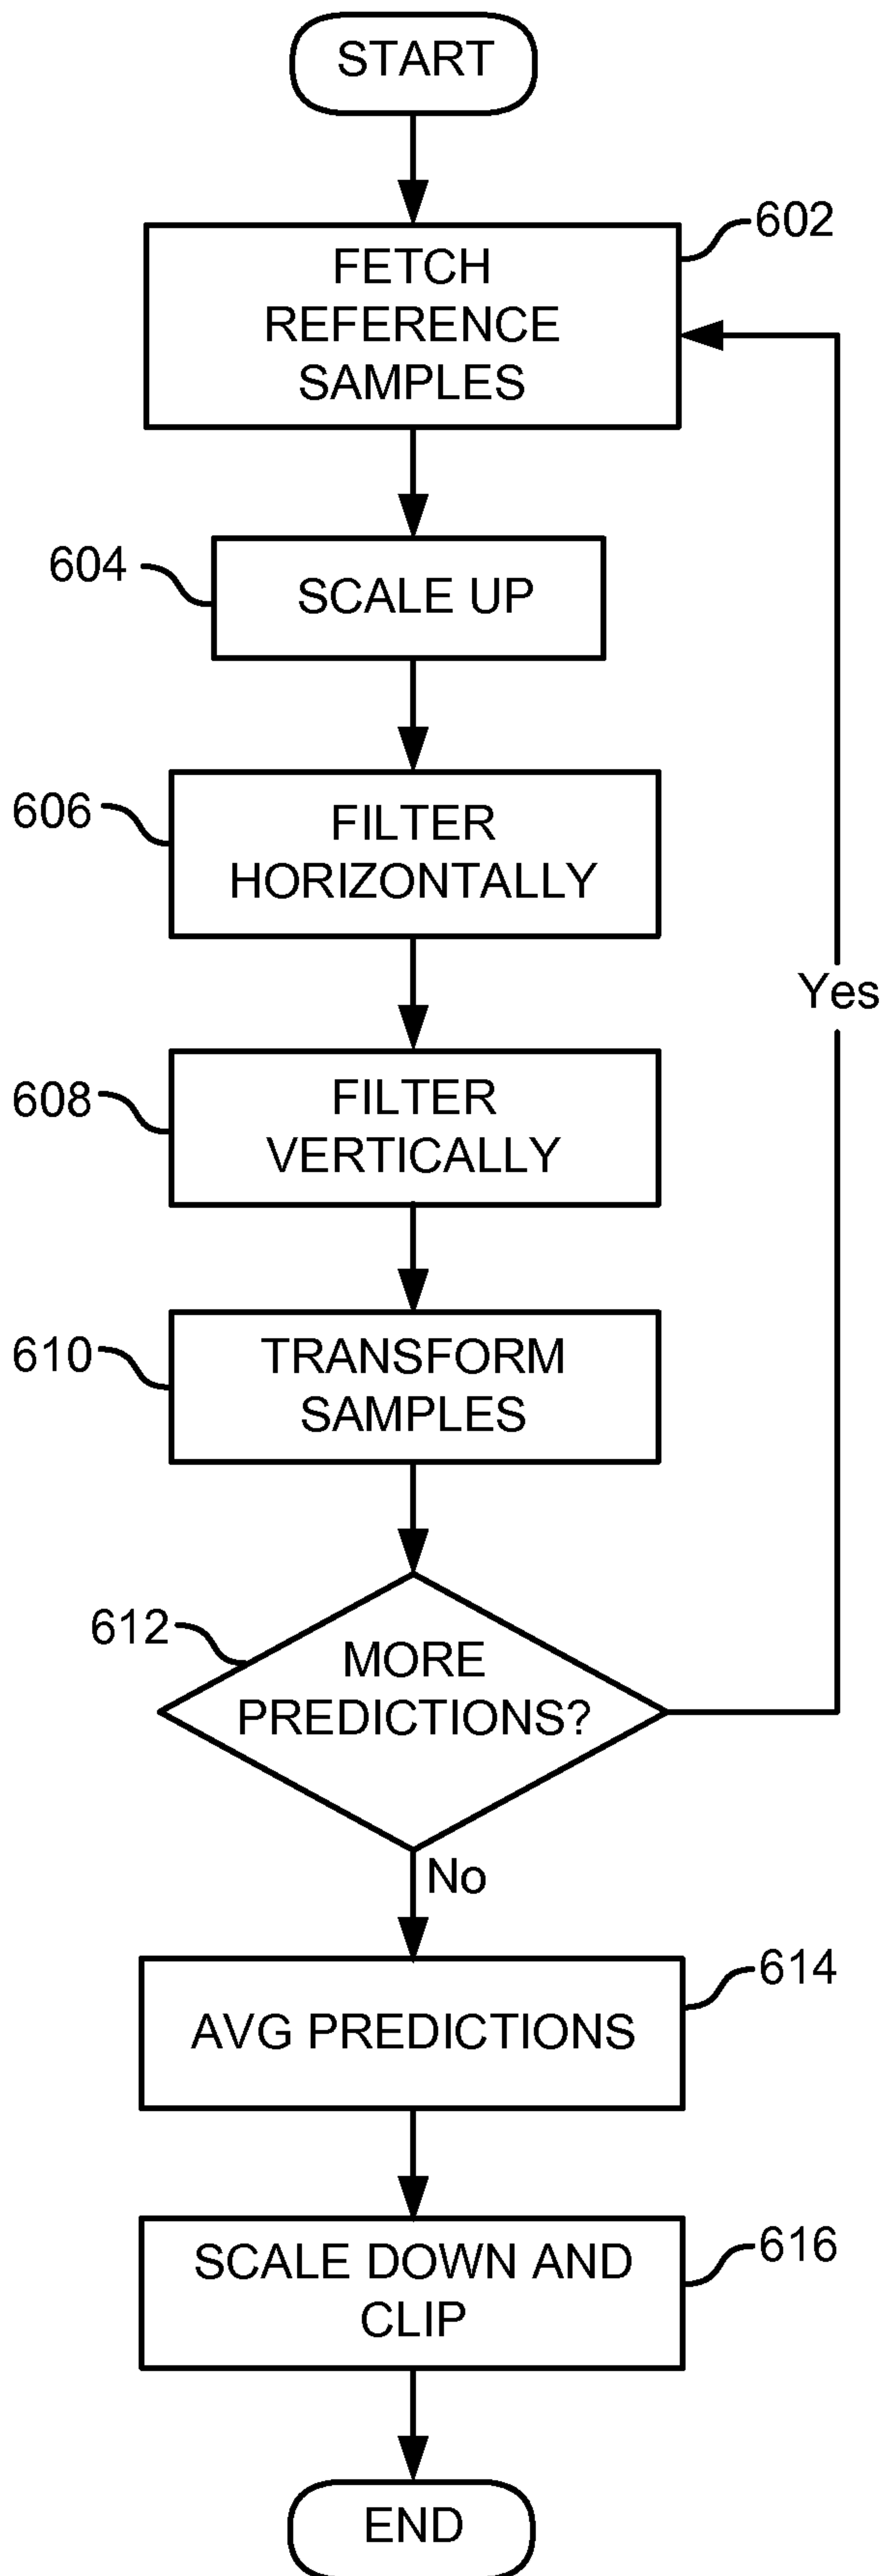 START
602
FETCH
REFERENCE
SAMPLES
604
SCALE UP
606
FILTER
HORIZONTALLY
Yes
608
FILTER
VERTICALLY
610
TRANSFORM
SAMPLES
612
MORE
PREDICTIONS?
No
614
AVG PREDICTIONS
616
SCALE DOWN AND
CLIP
END